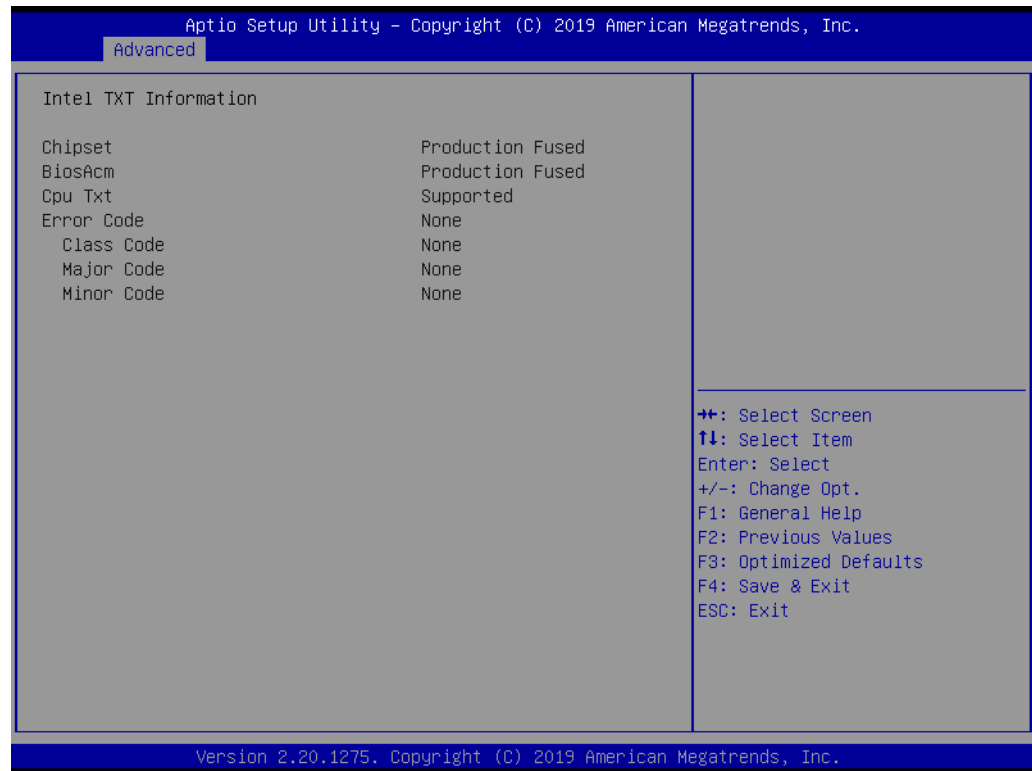 Aptio Setup Utility – Copyright (C) 2019 American Megatrends, Inc.
Advanced
Intel TXT Information
Chipset Production Fused
BiosAcm Production Fused
Cpu Txt Supported
Error Code None
Class Code None
Major Code None
Minor Code None
→←: Select Screen
↑↓: Select Item
Enter: Select
+/-: Change Opt.
F1: General Help
F2: Previous Values
F3: Optimized Defaults
F4: Save & Exit
ESC: Exit
Version 2.20.1275. Copyright (C) 2019 American Megatrends, Inc.